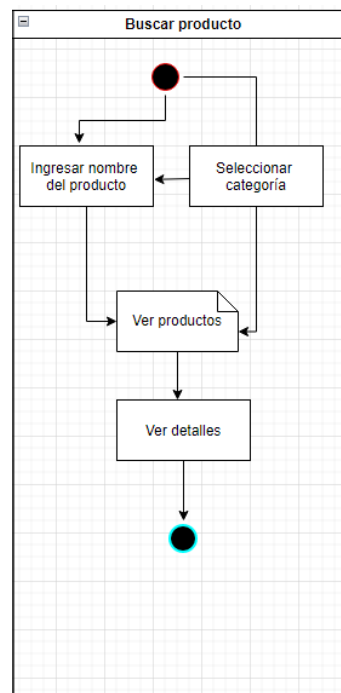 Buscar producto
Ingresar nombre
del producto
Seleccionar
categoría
Ver productos
Ver detalles